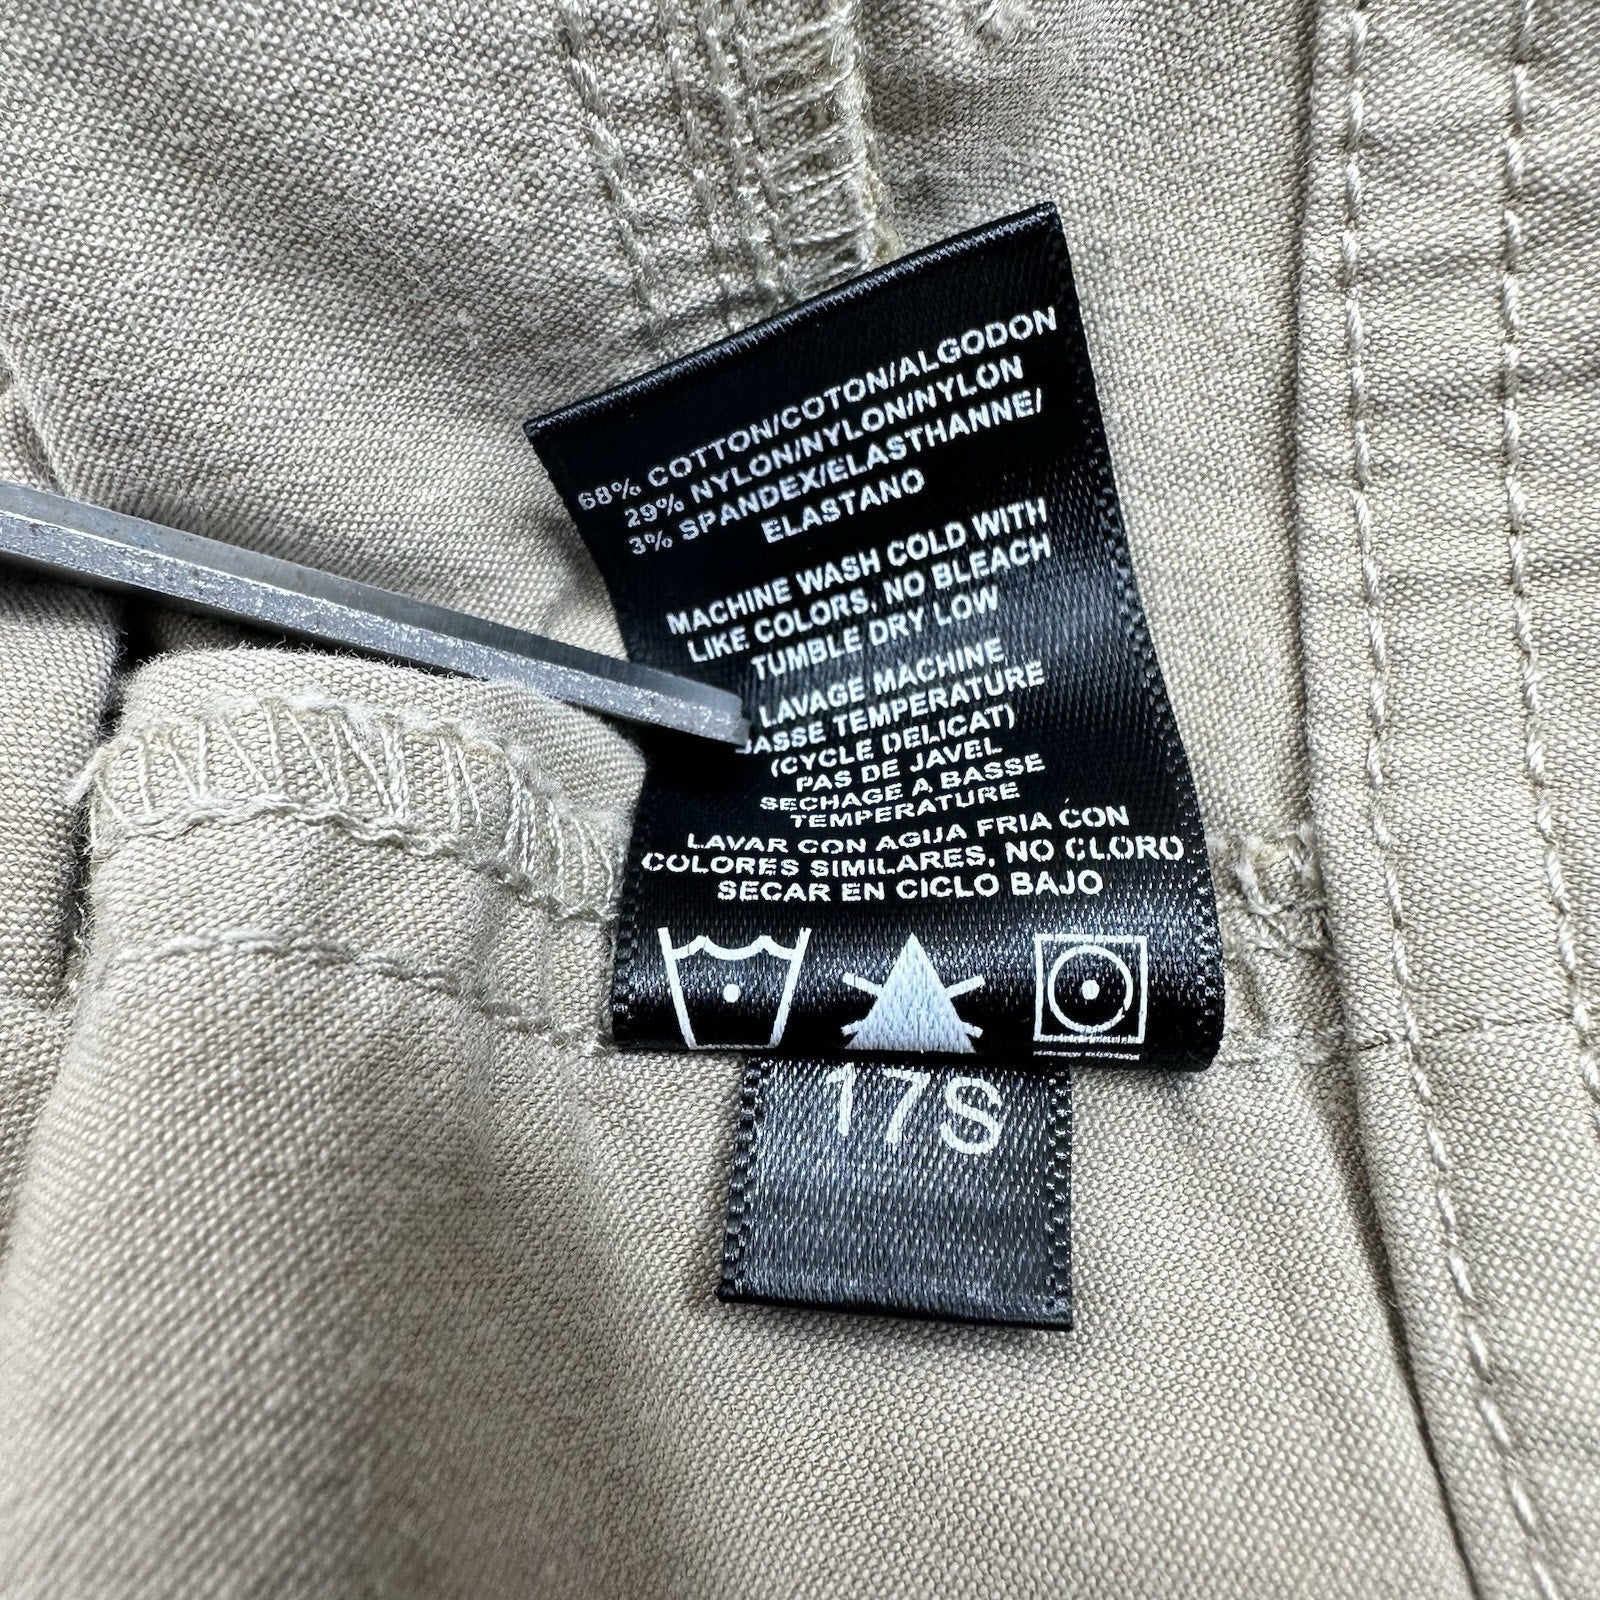 68% COTTON/COTON/ALGODON
29% NYLON/NYLON/NYLON
3% SPANDEX/ELASTHANNE/
ELASTANO
MACHINE WASH COLD WITH
LIKE COLORS, NO BLEACH
TUMBLE DRY LOW
LAVAGE MACHINE
BASSE TEMPERATURE
(CYCLE DELICAT)
PAS DE JAVEL
SECHAGE A BASSE
TEMPERATURE
LAVAR CON AGUA FRIA CON
COLORES SIMILARES, NO CLORO
SECAR EN CICLO BAJO
17S